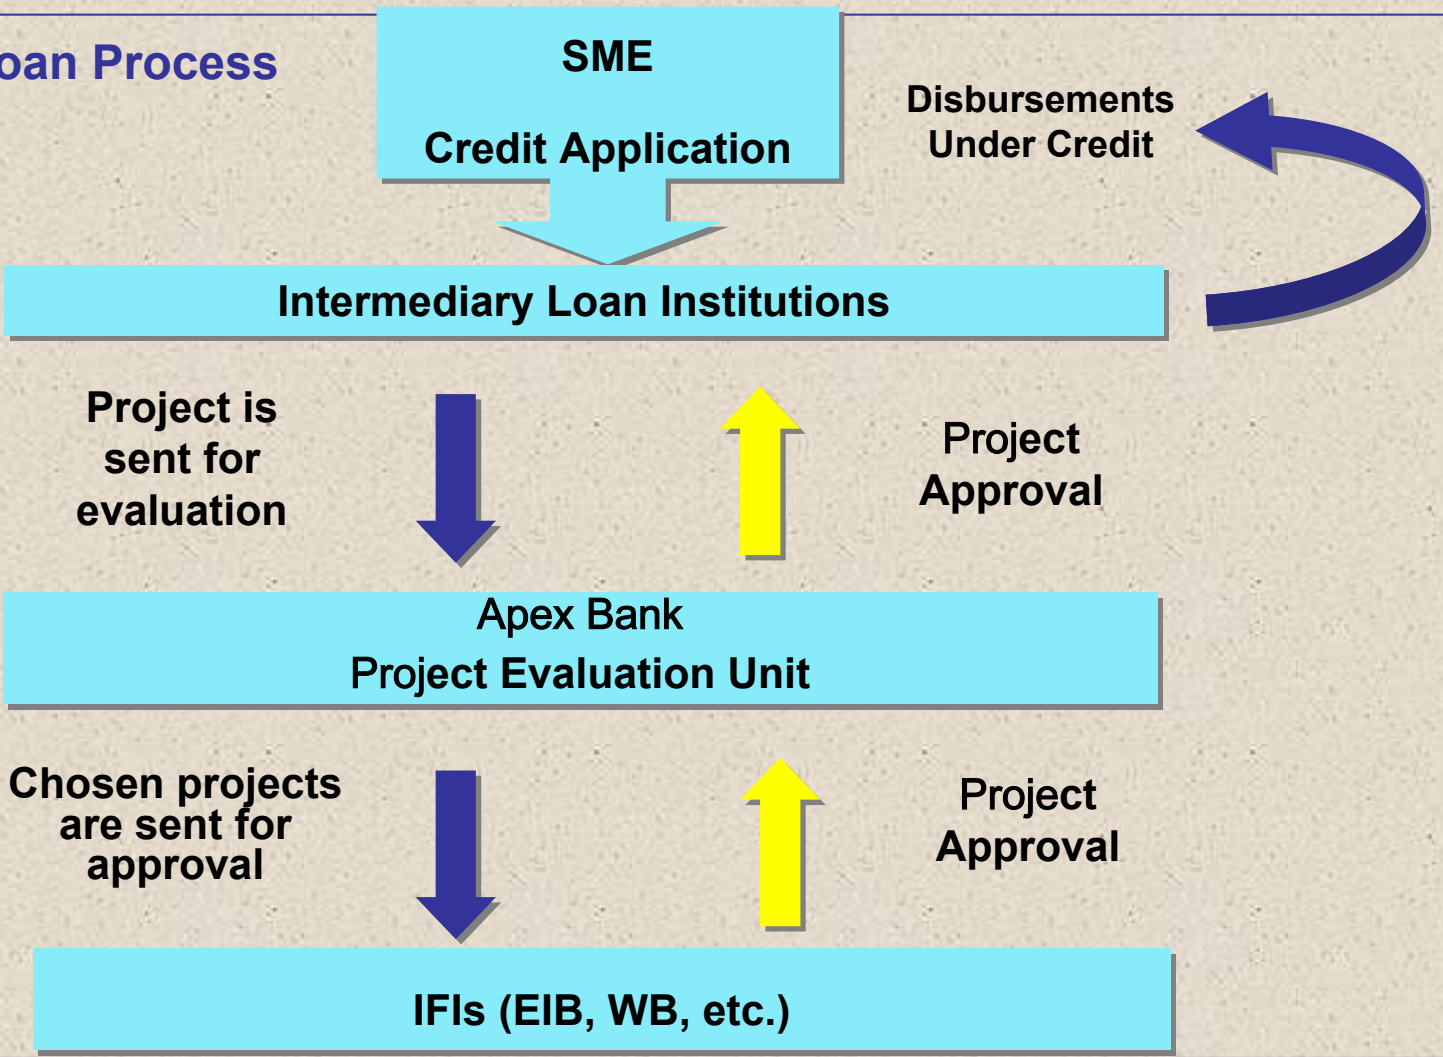 oan Process
SME
Credit Application
Disbursements
Under Credit
Intermediary Loan Institutions
Project is
sent for
evaluation
Project
Approval
Apex Bank
Project Evaluation Unit
Chosen projects
are sent for
approval
Project
Approval
IFIs (EIB, WB, etc.)